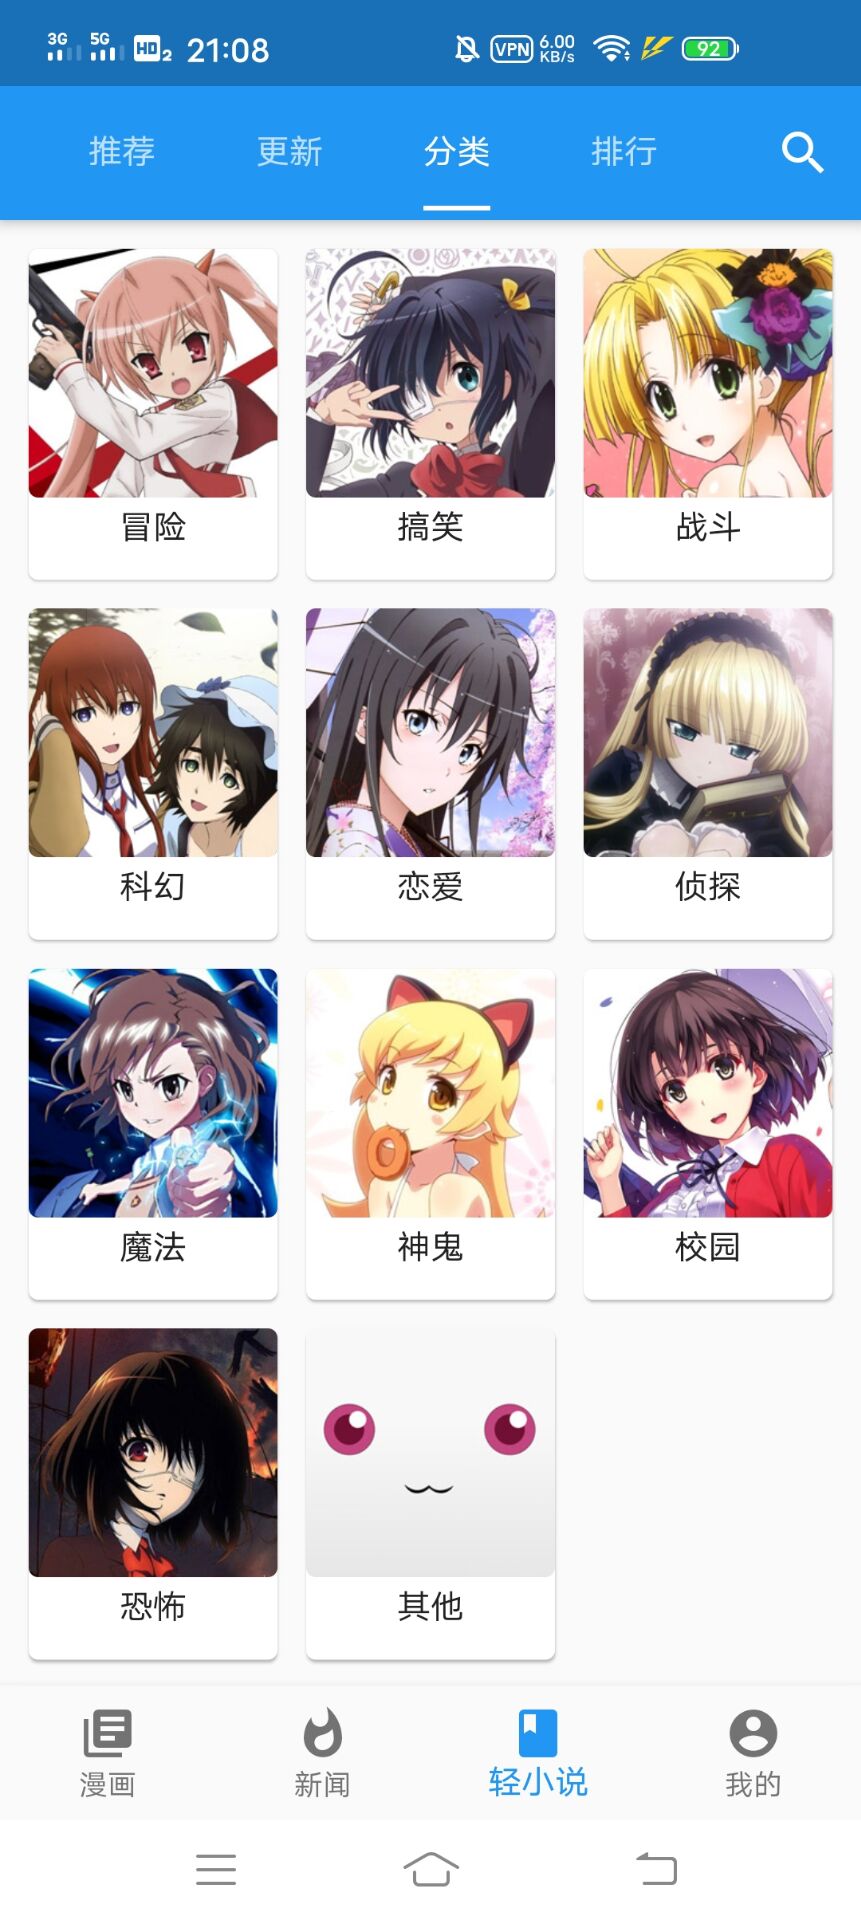 3G 5G HD2 21:08 VPN 6.00 KB/s 92
推荐 更新 分类 排行
冒险 搞笑 战斗
科幻 恋爱 侦探
魔法 神鬼 校园
恐怖 其他
漫画 新闻 轻小说 我的